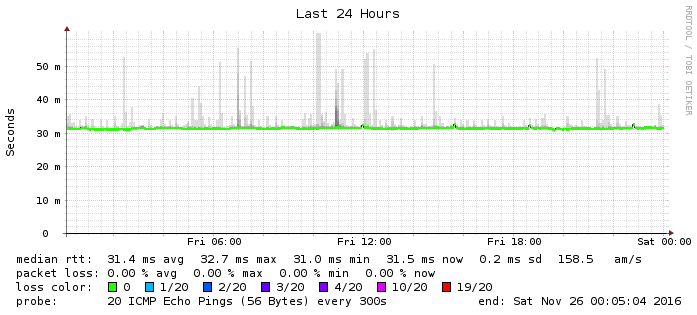 Last 24 Hours
RRDTOOL / TOBI OETIKER
Seconds
50 m
40 m
30 m
20 m
10 m
0
Fri 06:00 Fri 12:00 Fri 18:00 Sat 00:00
median rtt: 31.4 ms avg 32.7 ms max 31.0 ms min 31.5 ms now 0.2 ms sd 158.5 am/s
packet loss: 0.00 % avg 0.00 % max 0.00 % min 0.00 % now
loss color: 0 1/20 2/20 3/20 4/20 10/20 19/20
probe: 20 ICMP Echo Pings (56 Bytes) every 300s end: Sat Nov 26 00:05:04 2016